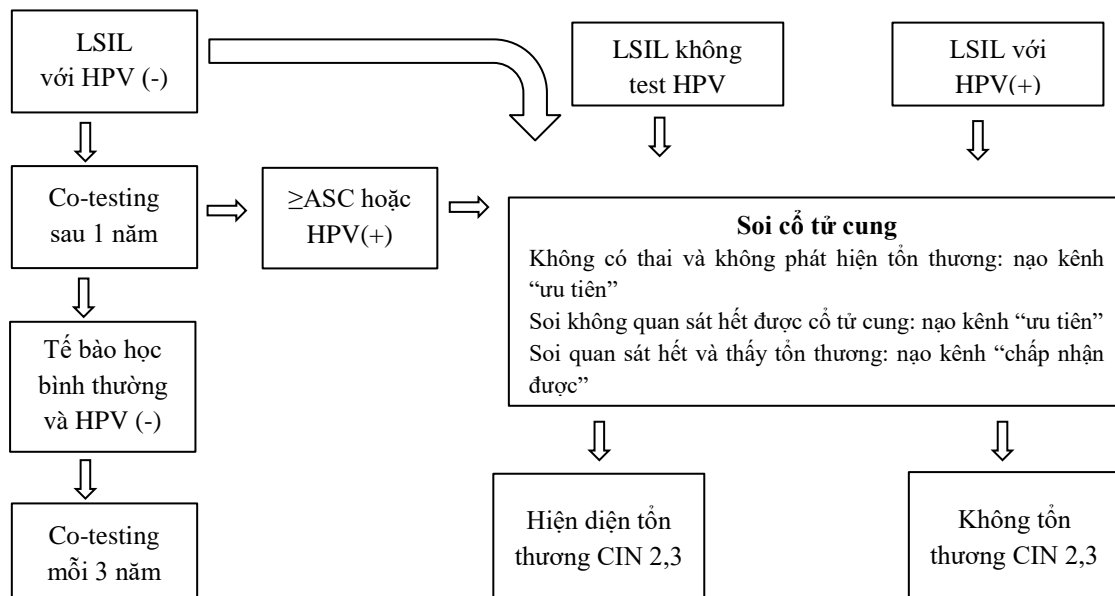 LSIL
với HPV (-)
LSIL không
test HPV
LSIL với
HPV(+)
Co-testing
sau 1 năm
≥ASC hoặc
HPV(+)
Soi cổ tử cung
Không có thai và không phát hiện tổn thương: nạo kênh
“ưu tiên”
Soi không quan sát hết được cổ tử cung: nạo kênh “ưu tiên”
Soi quan sát hết và thấy tổn thương: nạo kênh “chấp nhận
được”
Tế bào học
bình thường
và HPV (-)
Co-testing
mỗi 3 năm
Hiện diện tổn
thương CIN 2,3
Không tổn
thương CIN 2,3